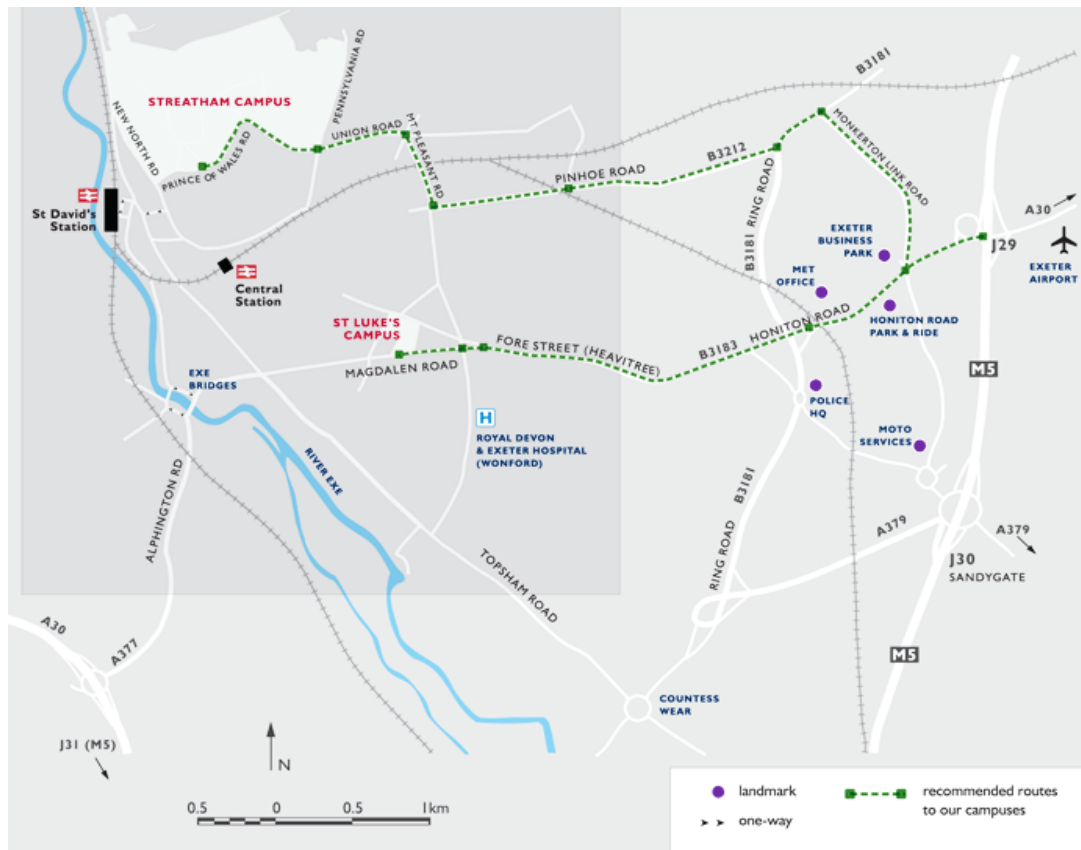 B3181
STREATHAM CAMPUS
PENNSYLVANIA RD
NEW NORTH RD
PRINCE OF WALES RD
UNION ROAD
MT PLEASANT RD
MONKERTON LINK ROAD
B3212
PINHOE ROAD
St David's
Station
A30
J29
EXETER
AIRPORT
EXETER
BUSINESS
PARK
B3181 RING ROAD
MET
OFFICE
Central
Station
HONITON ROAD
PARK & RIDE
ST LUKE'S
CAMPUS
FORE STREET (HEAVITREE)
B3183 HONITON ROAD
MAGDALEN ROAD
M5
EXE
BRIDGES
POLICE
HQ
H
ROYAL DEVON
& EXETER HOSPITAL
(WONFORD)
MOTO
SERVICES
RIVER EXE
ALPHINGTON RD
RING ROAD B3181
A379
A379
J30
SANDYGATE
TOPSHAM ROAD
A30
A377
M5
COUNTESS
WEAR
J31 (M5)
N
0.5 0 0.5 1km
landmark
one-way
recommended routes
to our campuses